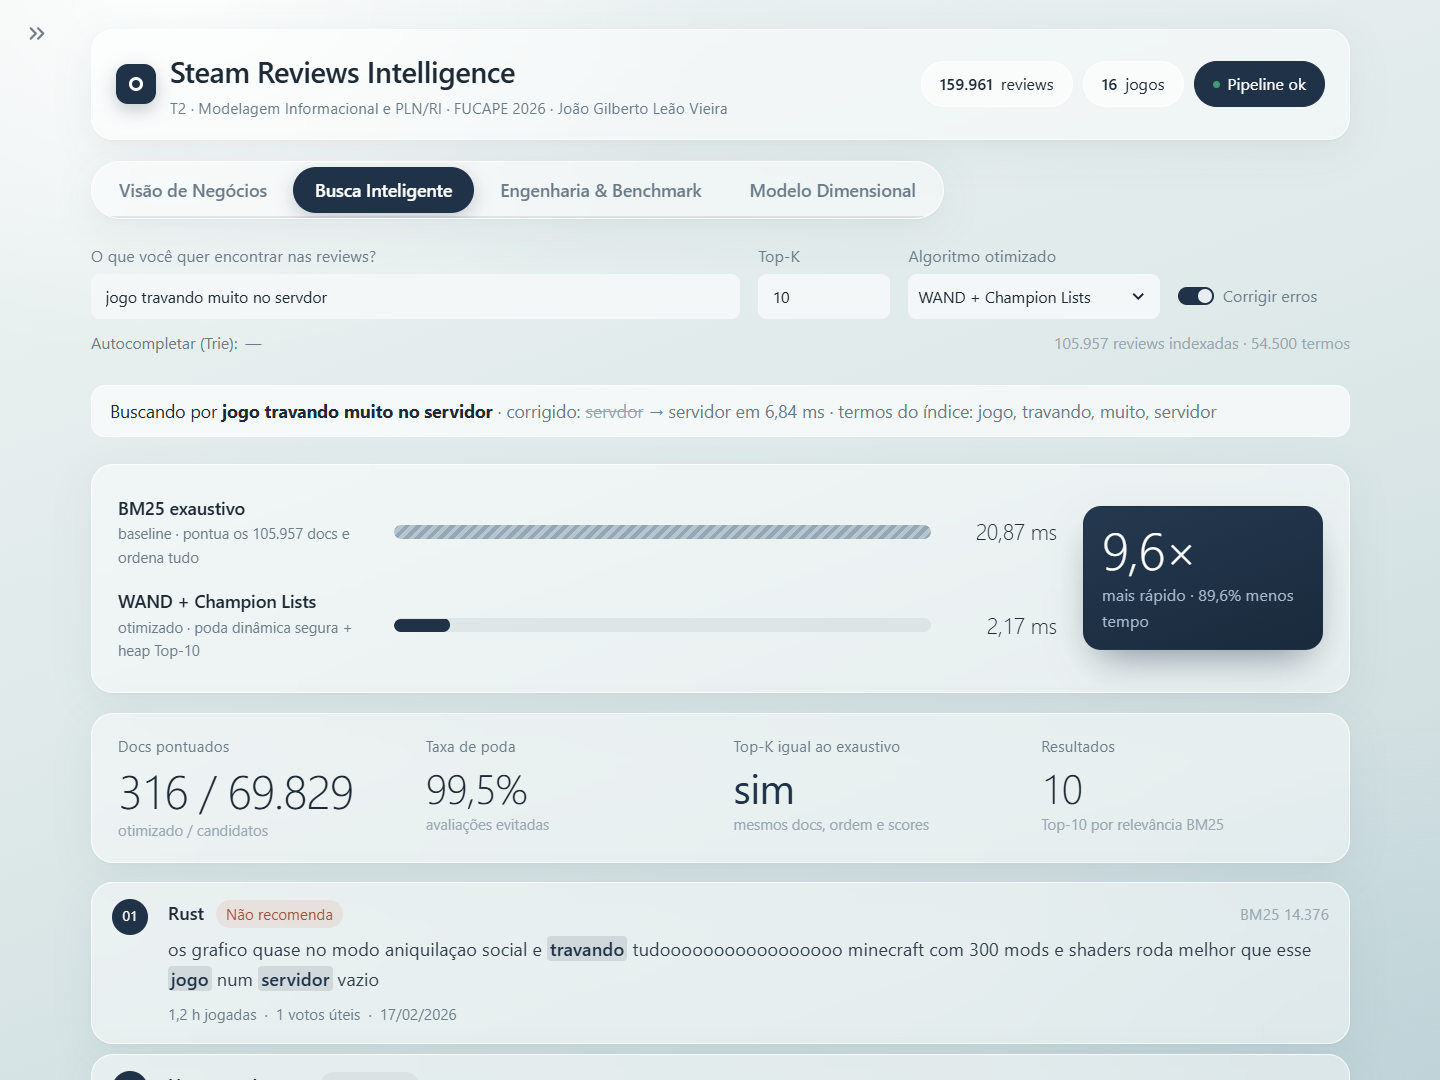 Steam Reviews Intelligence
T2 · Modelagem Informacional e PLN/RI · FUCAPE 2026 · João Gilberto Leão Vieira
159.961 reviews
16 jogos
Pipeline ok
Visão de Negócios
Busca Inteligente
Engenharia & Benchmark
Modelo Dimensional
O que você quer encontrar nas reviews?
Top-K
Algoritmo otimizado
jogo travando muito no servdor
10
WAND + Champion Lists
Corrigir erros
Autocompletar (Trie): —
105.957 reviews indexadas · 54.500 termos
Buscando por jogo travando muito no servidor · corrigido: servdor → servidor em 6,84 ms · termos do índice: jogo, travando, muito, servidor
BM25 exaustivo
baseline · pontua os 105.957 docs e
ordena tudo
20,87 ms
WAND + Champion Lists
otimizado · poda dinâmica segura +
heap Top-10
2,17 ms
9,6×
mais rápido · 89,6% menos
tempo
Docs pontuados
316 / 69.829
otimizado / candidatos
Taxa de poda
99,5%
avaliações evitadas
Top-K igual ao exaustivo
sim
mesmos docs, ordem e scores
Resultados
10
Top-10 por relevância BM25
01
Rust
Não recomenda
BM25 14.376
os grafico quase no modo aniquilaçao social e travando tudoooooooooooooooo minecraft com 300 mods e shaders roda melhor que esse
jogo num servidor vazio
1,2 h jogadas · 1 votos úteis · 17/02/2026